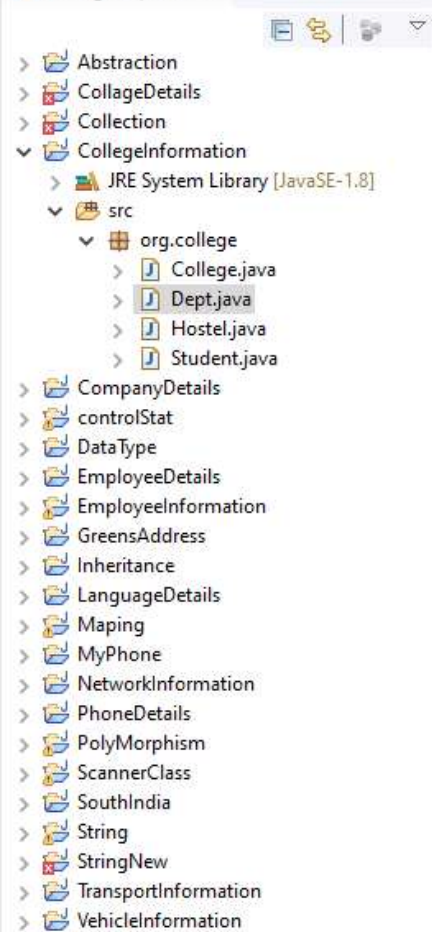 Abstraction
CollageDetails
Collection
CollegeInformation
JRE System Library [JavaSE-1.8]
src
org.college
College.java
Dept.java
Hostel.java
Student.java
CompanyDetails
controlStat
DataType
EmployeeDetails
EmployeeInformation
GreensAddress
Inheritance
LanguageDetails
Maping
MyPhone
NetworkInformation
PhoneDetails
PolyMorphism
ScannerClass
SouthIndia
String
StringNew
TransportInformation
VehicleInformation